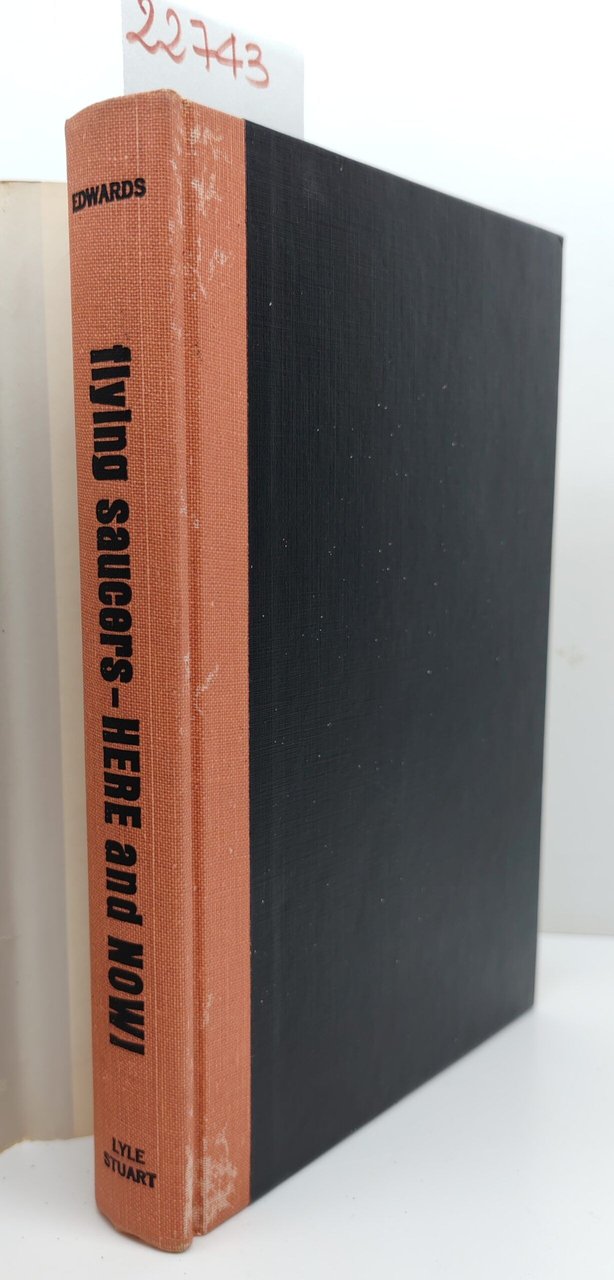 22743
EDWARDS
flying saucers-HERE and NOW!
LYLE
STUART